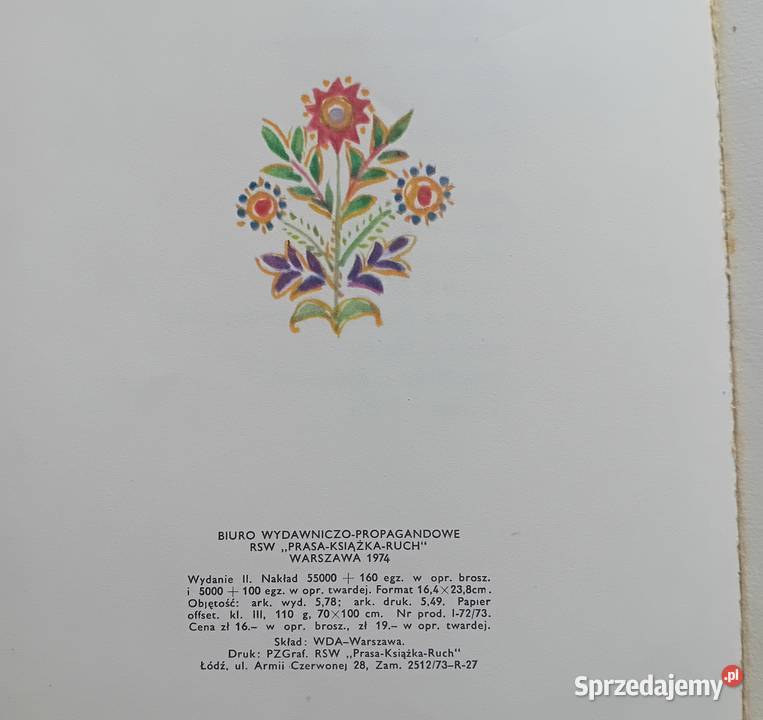 BIURO WYDAWNICZO-PROPAGANDOWE
RSW „PRASA-KSIĄŻKA-RUCH“
WARSZAWA 1974
Wydanie II. Nakład 55000 + 160 egz. w opr. brosz.
i 5000 + 100 egz. w opr. twardej. Format 16,4×23,8cm.
Objętość: ark. wyd. 5,78; ark. druk. 5,49. Papier
offset. kl. III, 110 g, 70×100 cm. Nr prod. I-72/73.
Cena zł 16.– w opr. brosz., zł 19.– w opr. twardej.
Skład: WDA–Warszawa.
Druk: PZGraf. RSW „Prasa-Książka-Ruch“
Łódź, ul. Armii Czerwonej 28, Zam. 2512/73–R-27
Sprzedajemy.pl